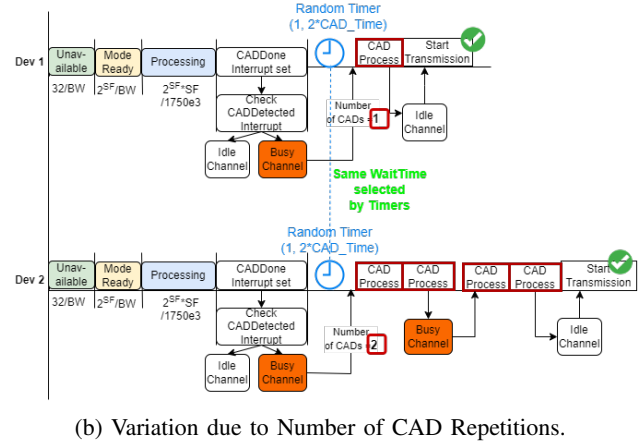 Random Timer
(1, 2*CAD_Time)
Dev 1
Unav-
ailable
Mode
Ready
Processing
CADDone
Interrupt set
CAD
Process
Start
Transmission
32/BW
2^SF/BW
2^SF*SF
/1750e3
Check
CADDetected
Interrupt
Number
of CADs =1
Idle
Channel
Idle
Channel
Busy
Channel
Same WaitTime
selected
by Timers
Random Timer
(1, 2*CAD_Time)
Dev 2
Unav-
ailable
Mode
Ready
Processing
CADDone
Interrupt set
CAD
Process
CAD
Process
CAD
Process
CAD
Process
Start
Transmission
32/BW
2^SF/BW
2^SF*SF
/1750e3
Check
CADDetected
Interrupt
Number
of CADs =2
Busy
Channel
Idle
Channel
Idle
Channel
Busy
Channel
(b) Variation due to Number of CAD Repetitions.